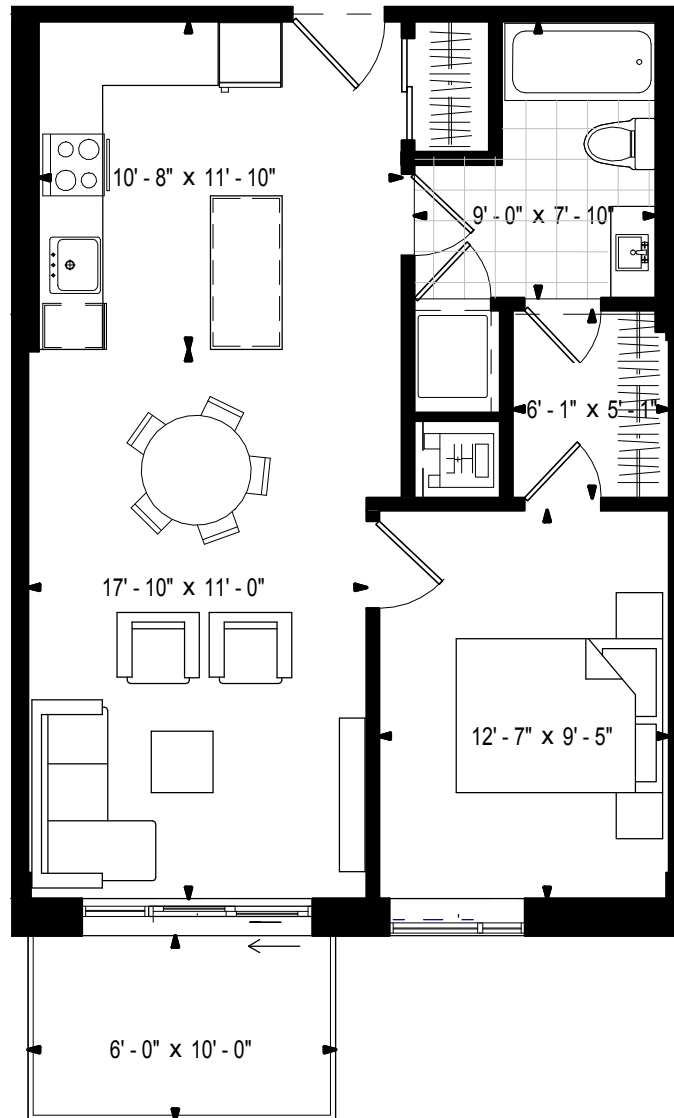 10' - 8" x 11' - 10"
9' - 0" x 7' - 10"
6' - 1" x 5' - 1"
17' - 10" x 11' - 0"
12' - 7" x 9' - 5"
6' - 0" x 10' - 0"